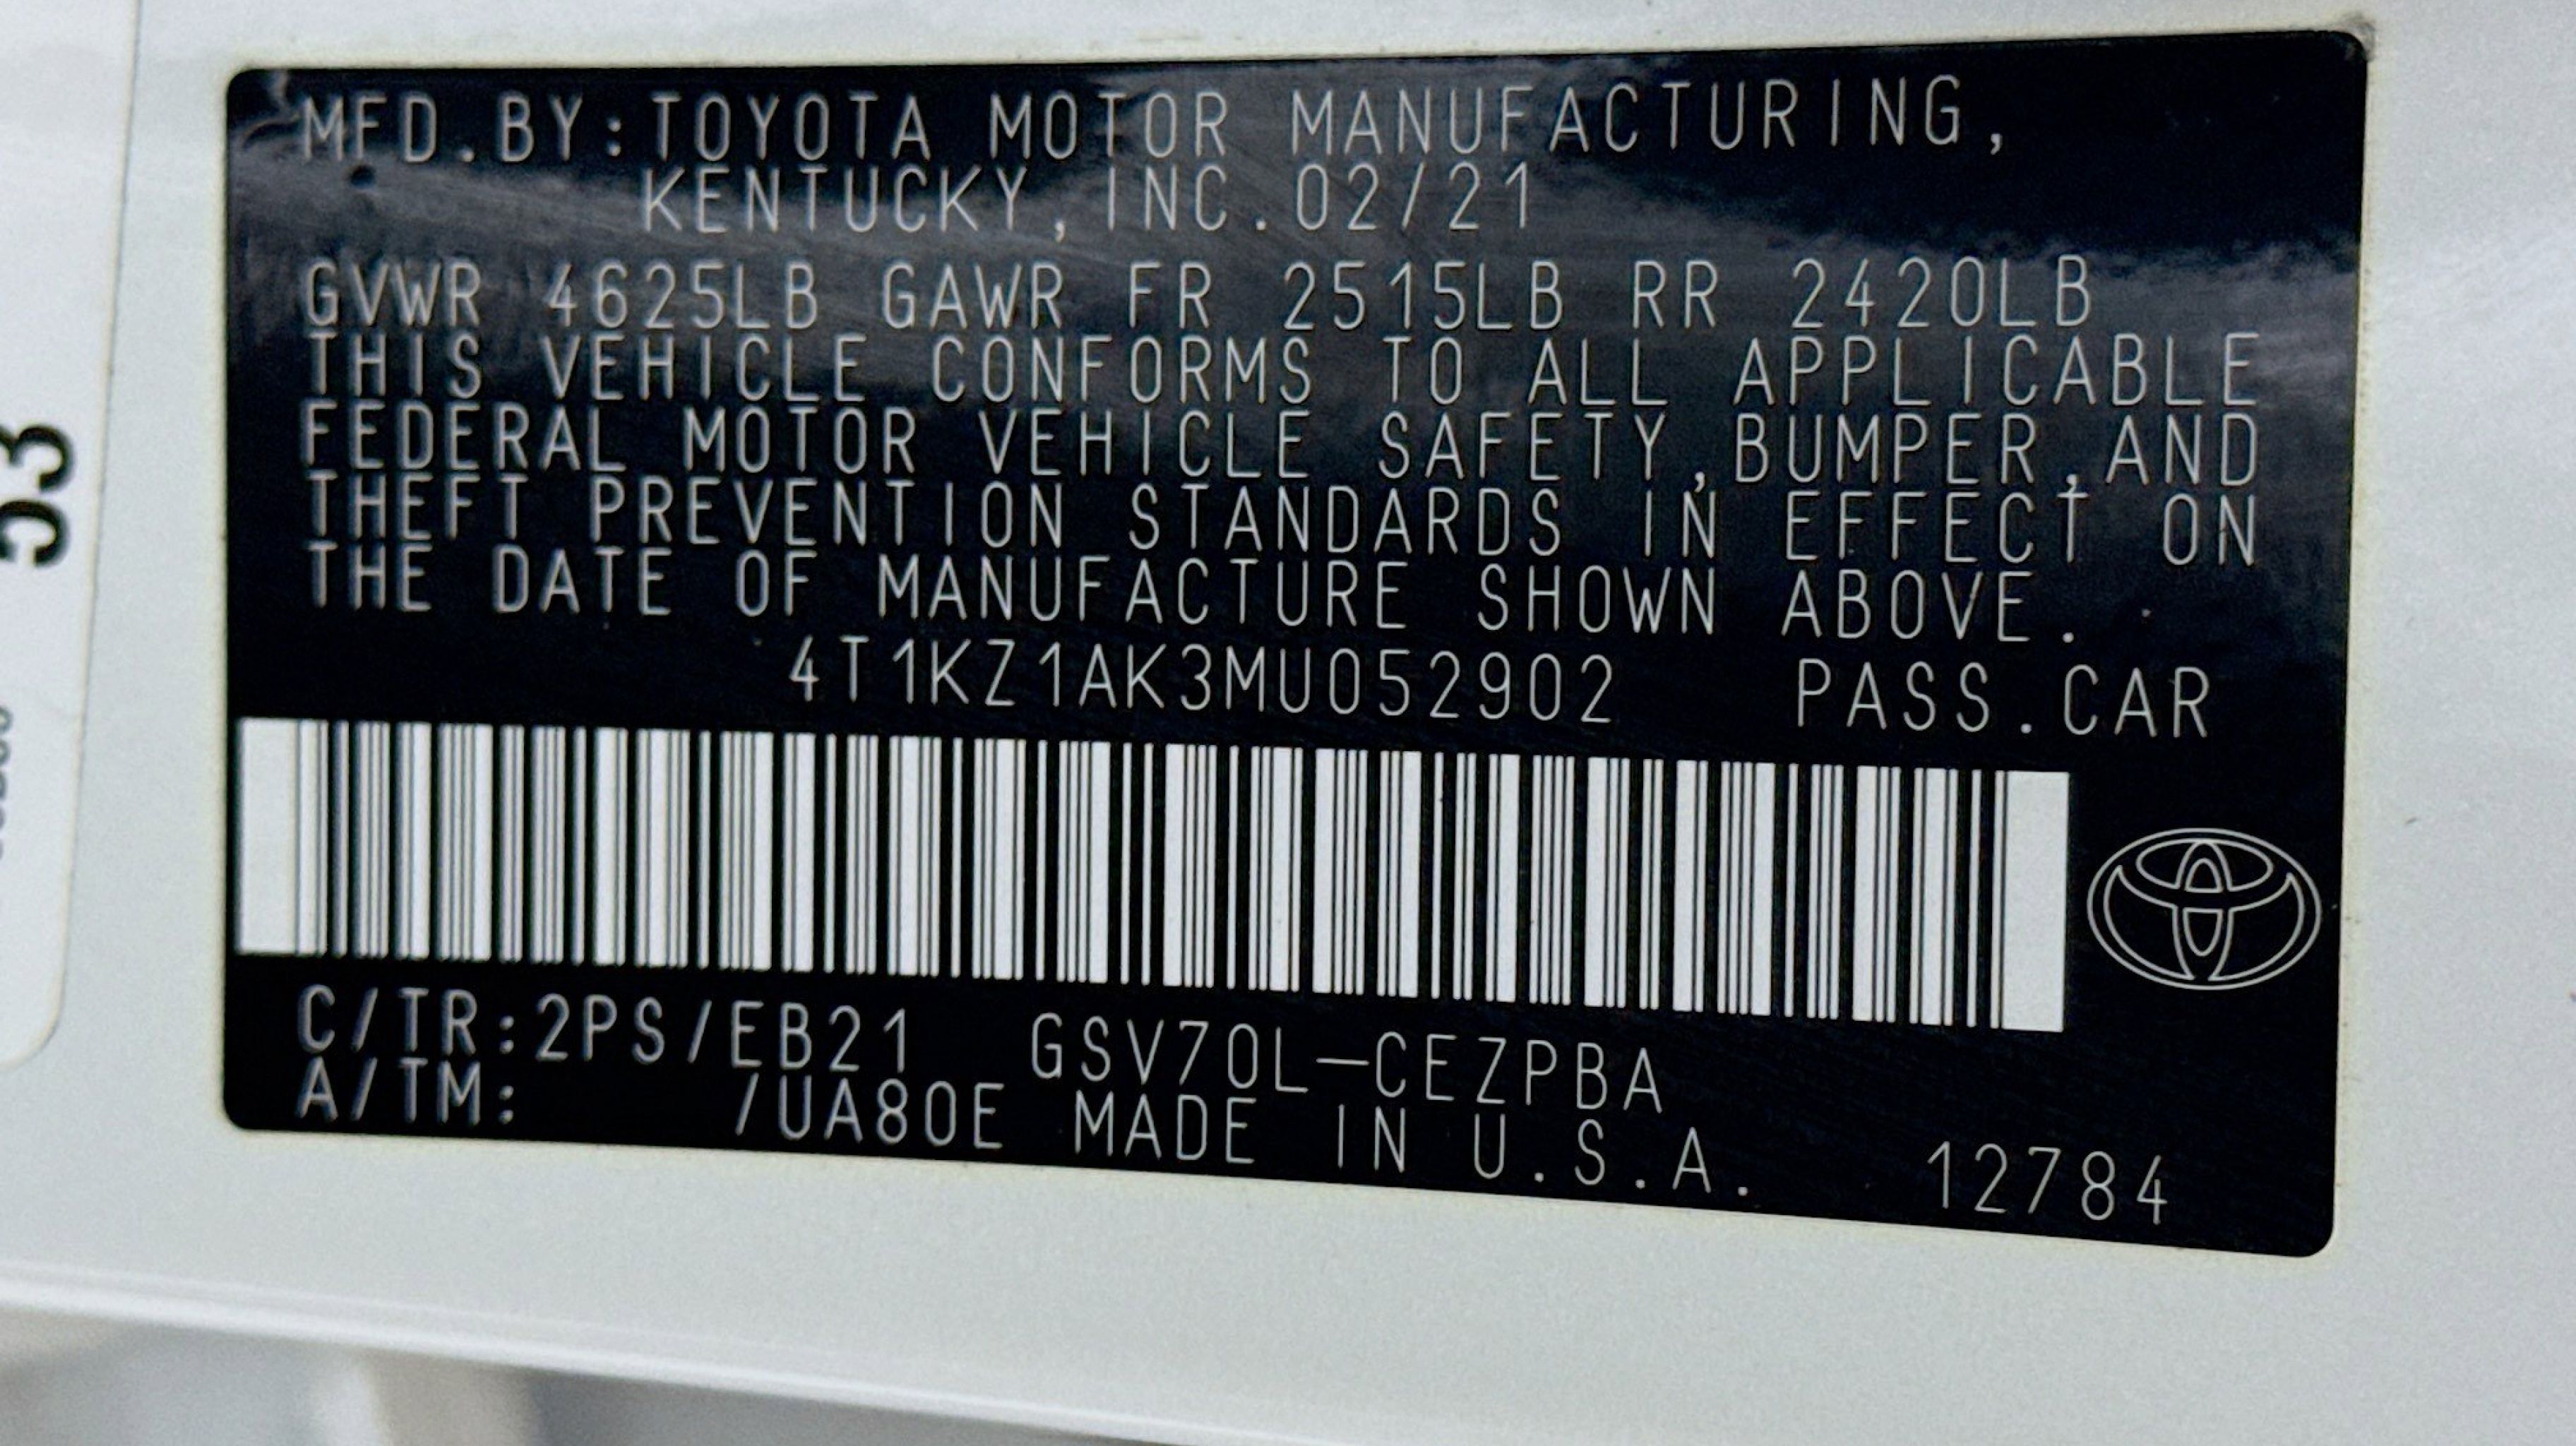 MFD.BY:TOYOTA MOTOR MANUFACTURING,
KENTUCKY, INC.02/21
GVWR 4625LB GAWR FR 2515LB RR 2420LB
THIS VEHICLE CONFORMS TO ALL APPLICABLE
FEDERAL MOTOR VEHICLE SAFETY,BUMPER,AND
THEFT PREVENTION STANDARDS IN EFFECT ON
THE DATE OF MANUFACTURE SHOWN ABOVE.
4T1KZ1AK3MU052902 PASS.CAR
C/TR:2PS/EB21 GSV70L-CEZPBA
A/TM: /UA80E MADE IN U.S.A. 12784
53